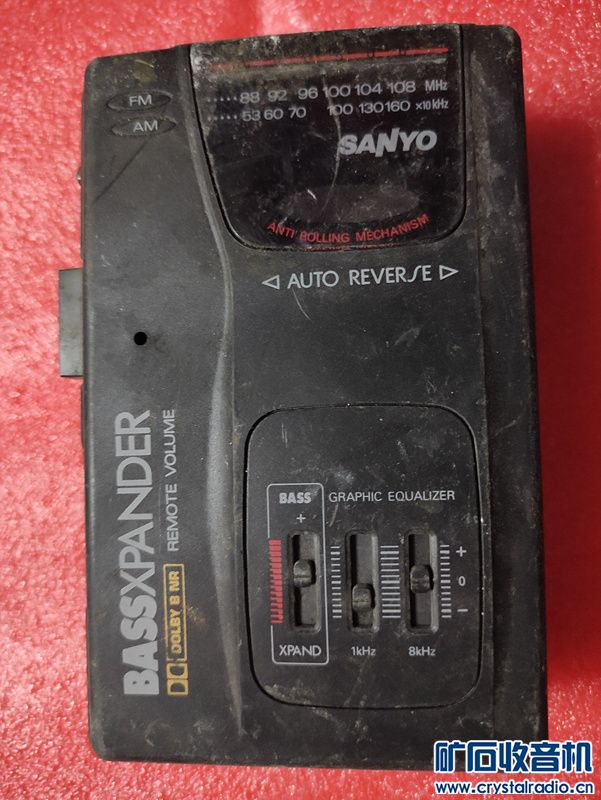 FM
AM
88 92 96 100 104 108 MHz
53 60 70 100 130 160 ×10kHz
SANYO
ANTI ROLLING MECHANISM
◁ AUTO REVERSE ▷
BASSXPANDER
REMOTE VOLUME
DOLBY B NR
BASS GRAPHIC EQUALIZER
+
+
0
−
XPAND 1kHz 8kHz
矿石收音机
www.crystalradio.cn